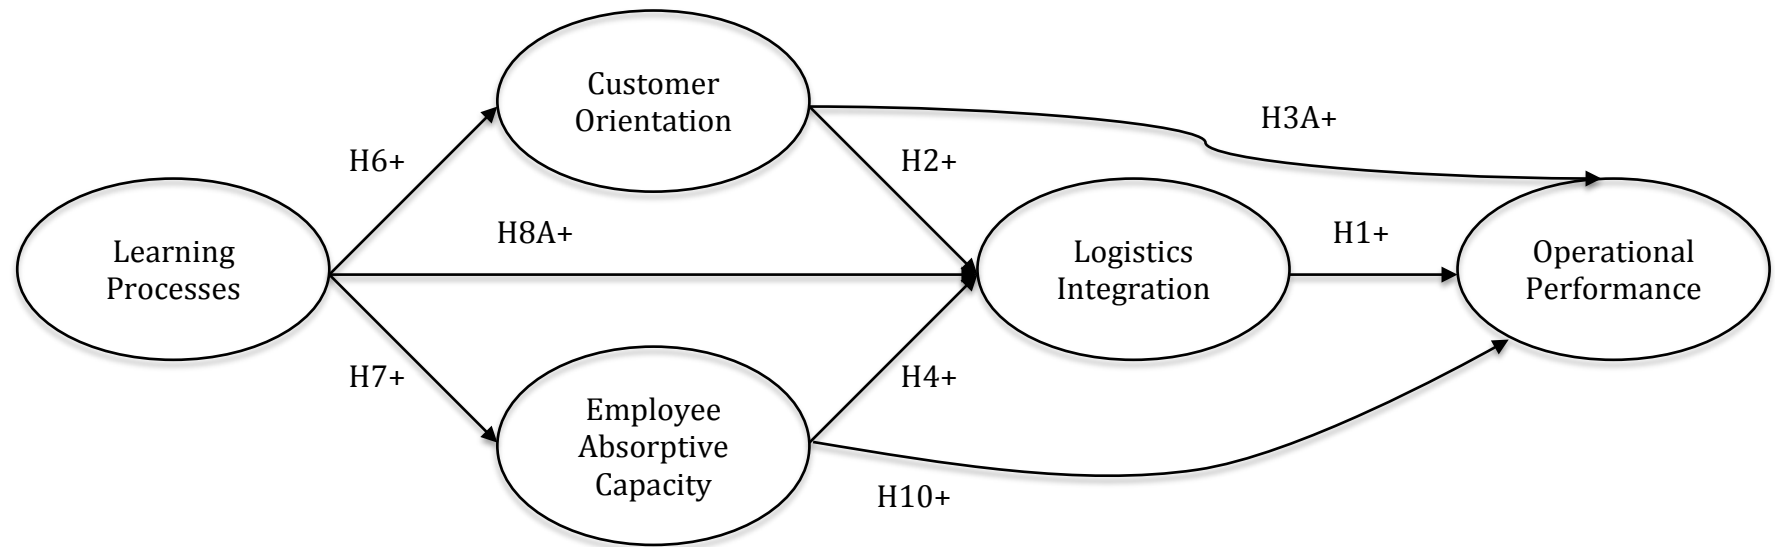 Customer
Orientation
H3A+
H6+
H2+
Learning
Processes
H8A+
Logistics
Integration
H1+
Operational
Performance
H7+
H4+
Employee
Absorptive
Capacity
H10+